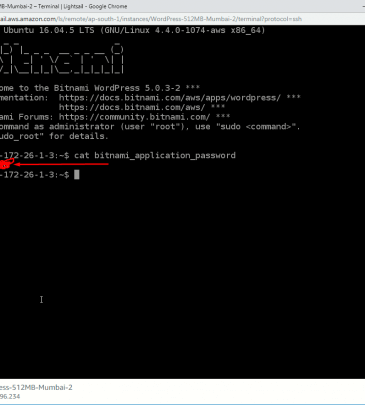 MB-Mumbai-2 – Terminal | Lightsail - Google Chrome
ail.aws.amazon.com/ls/remote/ap-south-1/instances/WordPress-512MB-Mumbai-2/terminal?protocol=ssh
Ubuntu 16.04.5 LTS (GNU/Linux 4.4.0-1074-aws x86_64)
ome to the Bitnami WordPress 5.0.3-2 ***
mentation:  https://docs.bitnami.com/aws/apps/wordpress/ ***
https://docs.bitnami.com/aws/ ***
ami Forums: https://community.bitnami.com/ ***
ommand as administrator (user "root"), use "sudo <command>".
udo_root" for details.
-172-26-1-3:~$ cat bitnami_application_password
-172-26-1-3:~$
ess-512MB-Mumbai-2
96.234